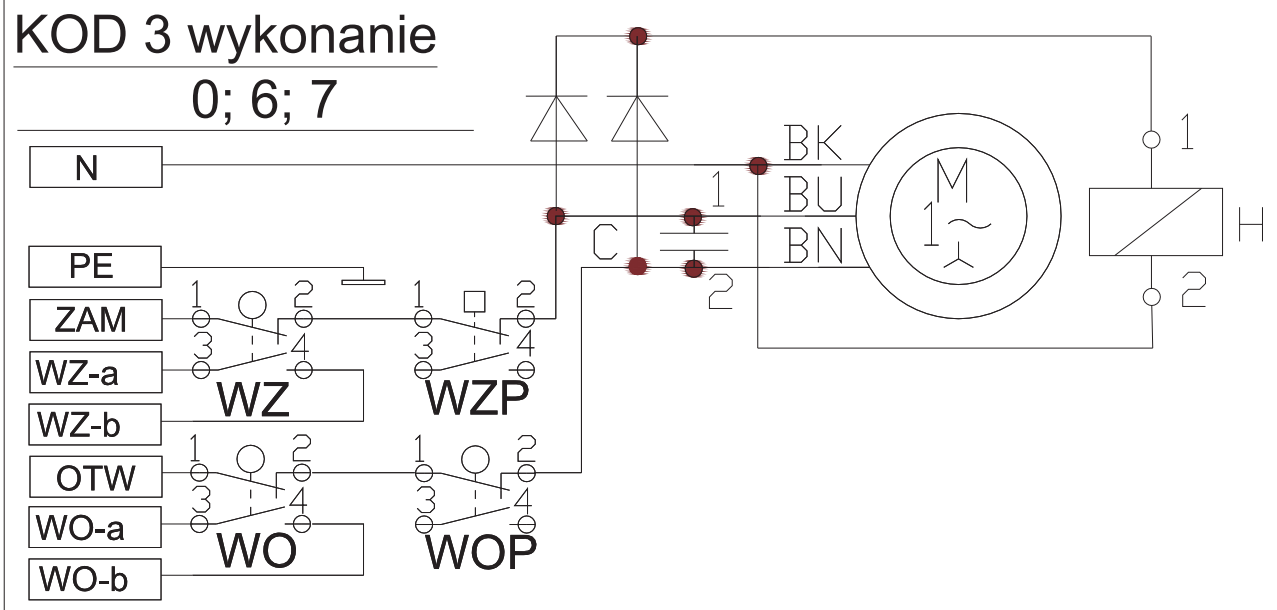 KOD 3 wykonanie
0; 6; 7
N
PE
ZAM
WZ-a
WZ-b
OTW
WO-a
WO-b
1 2
3 4
WZ
1 2
3 4
WZP
1 2
3 4
WO
1 2
3 4
WOP
C
1
2
BK
BU
BN
M
1~
1
H
2